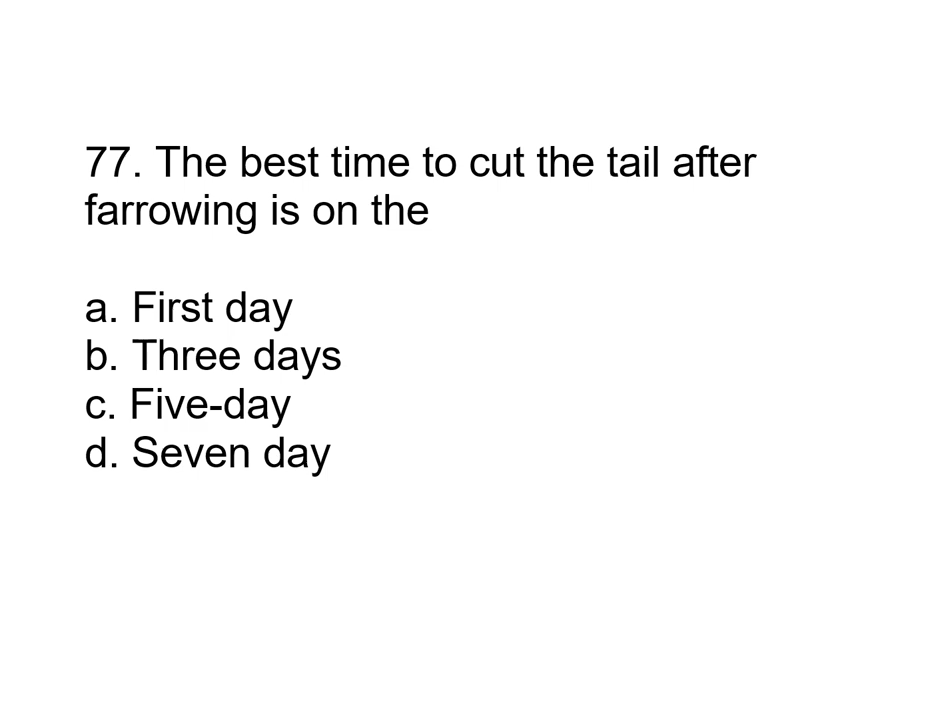 77. The best time to cut the tail after
farrowing is on the
a. First day
b. Three days
c. Five-day
d. Seven day